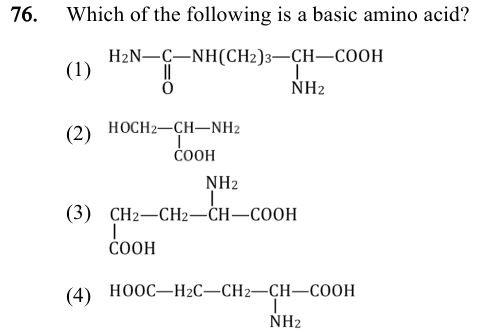 76. Which of the following is a basic amino acid?
(1) H2N—C—NH(CH2)3—CH—COOH
O NH2
(2) HOCH2—CH—NH2
COOH
NH2
(3) CH2—CH2—CH—COOH
COOH
(4) HOOC—H2C—CH2—CH—COOH
NH2